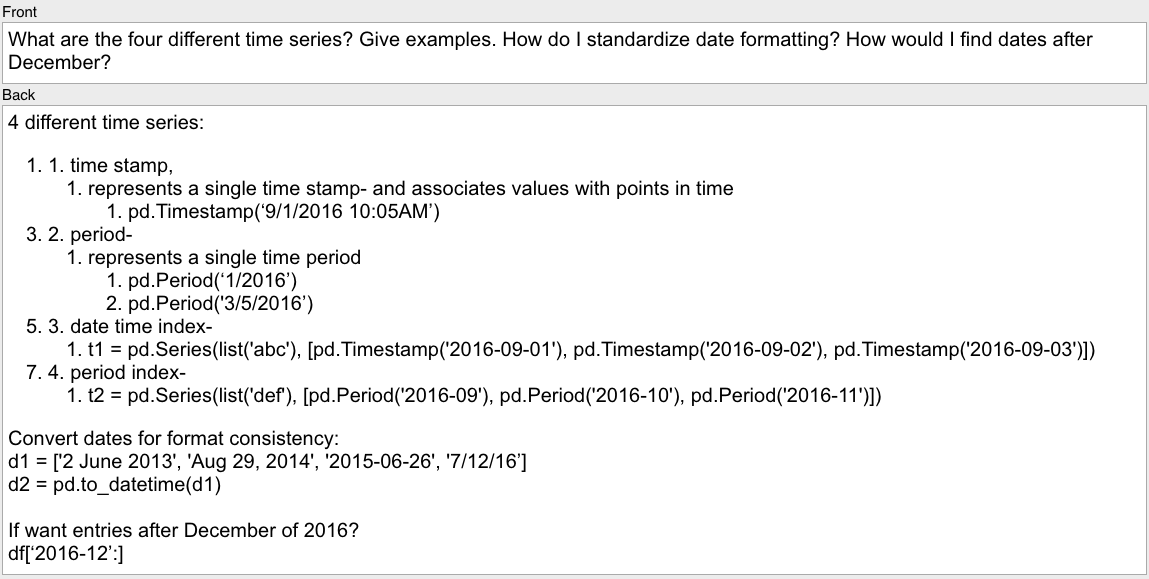 Front
What are the four different time series? Give examples. How do I standardize date formatting? How would I find dates after
December?
Back
4 different time series:
1. 1. time stamp,
1. represents a single time stamp- and associates values with points in time
1. pd.Timestamp(‘9/1/2016 10:05AM’)
3. 2. period-
1. represents a single time period
1. pd.Period(‘1/2016’)
2. pd.Period('3/5/2016’)
5. 3. date time index-
1. t1 = pd.Series(list('abc'), [pd.Timestamp('2016-09-01'), pd.Timestamp('2016-09-02'), pd.Timestamp('2016-09-03')])
7. 4. period index-
1. t2 = pd.Series(list('def'), [pd.Period('2016-09'), pd.Period('2016-10'), pd.Period('2016-11')])
Convert dates for format consistency:
d1 = ['2 June 2013', 'Aug 29, 2014', '2015-06-26', '7/12/16’]
d2 = pd.to_datetime(d1)
If want entries after December of 2016?
df[‘2016-12’:]